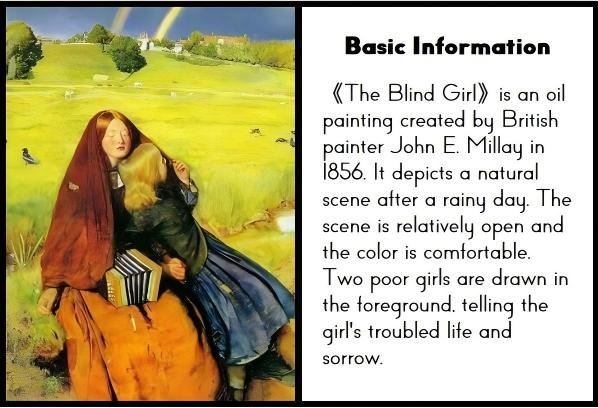 Basic Information
《The Blind Girl》 is an oil
painting created by British
painter John E. Millay in
1856. It depicts a natural
scene after a rainy day. The
scene is relatively open and
the color is comfortable.
Two poor girls are drawn in
the foreground. telling the
girl's troubled life and
sorrow.